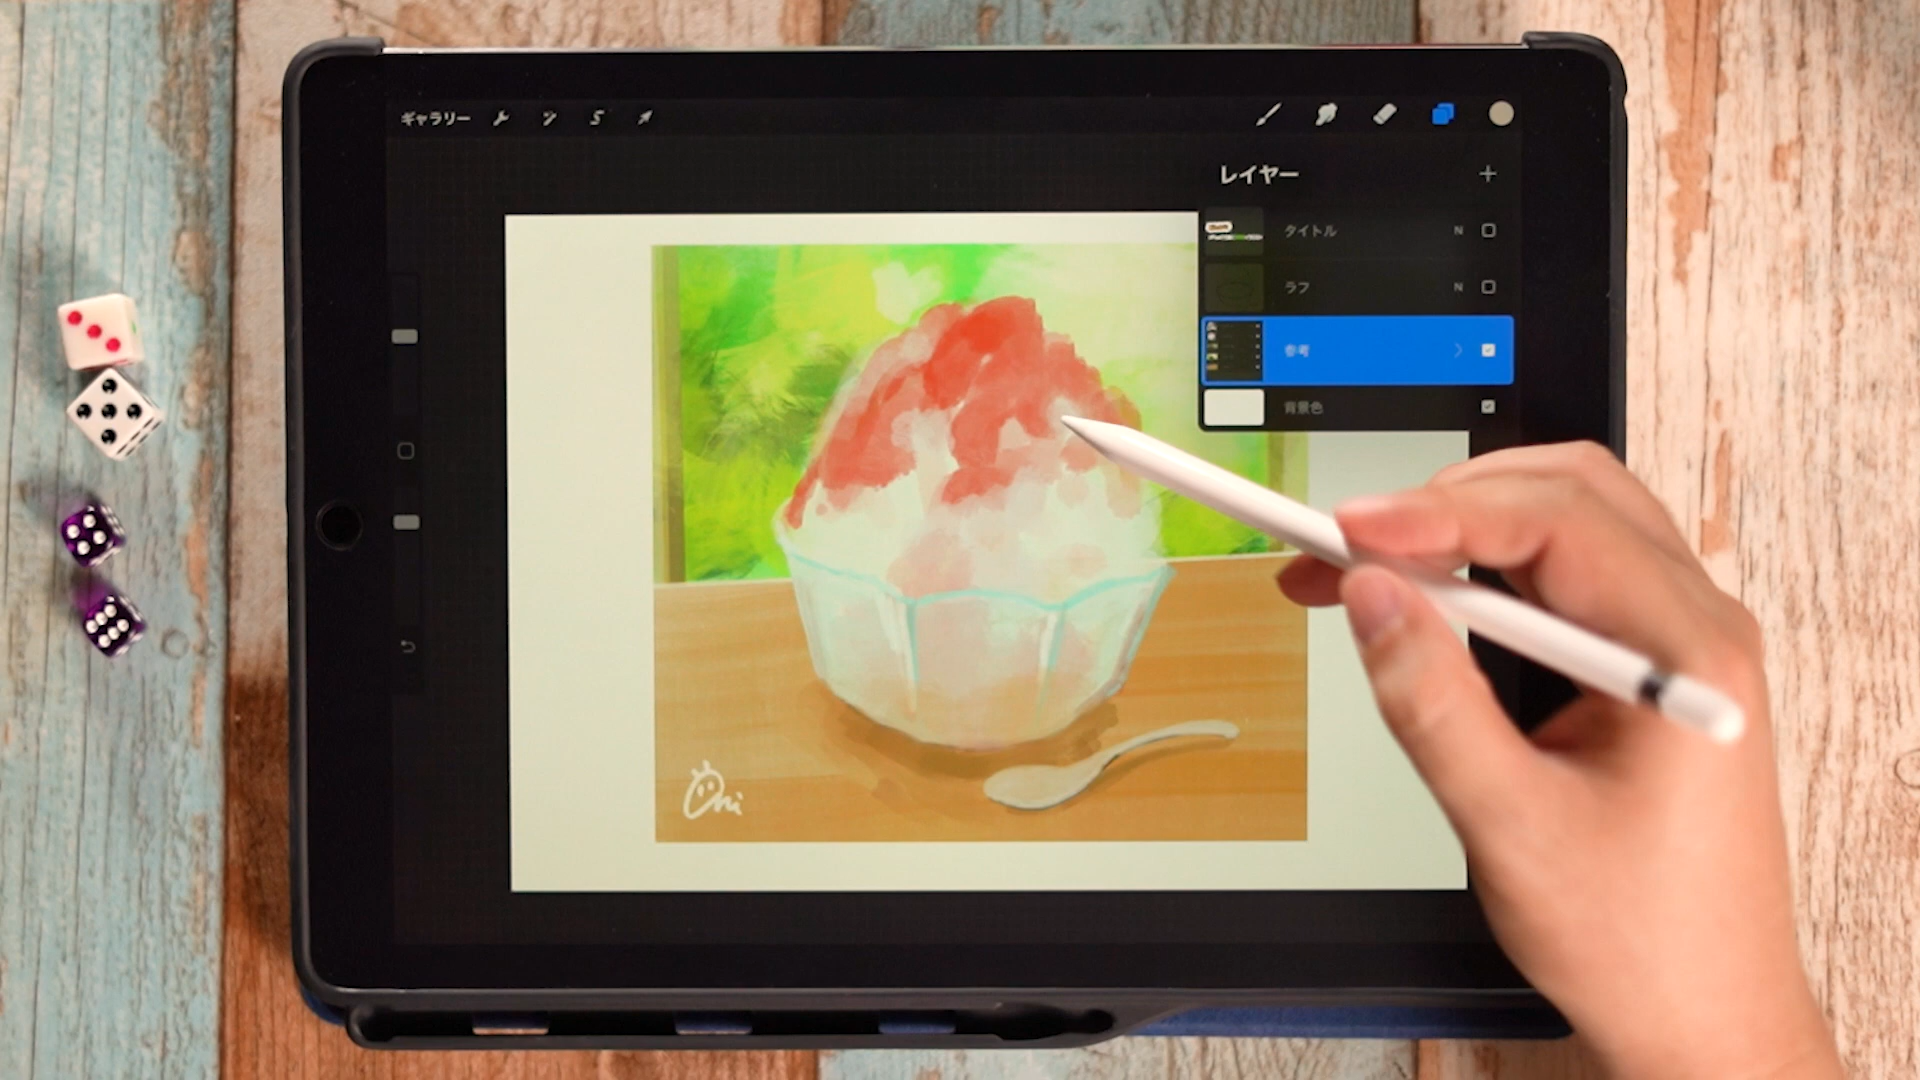 ギャラリー
レイヤー
タイトル N
ラフ N
参考
背景色